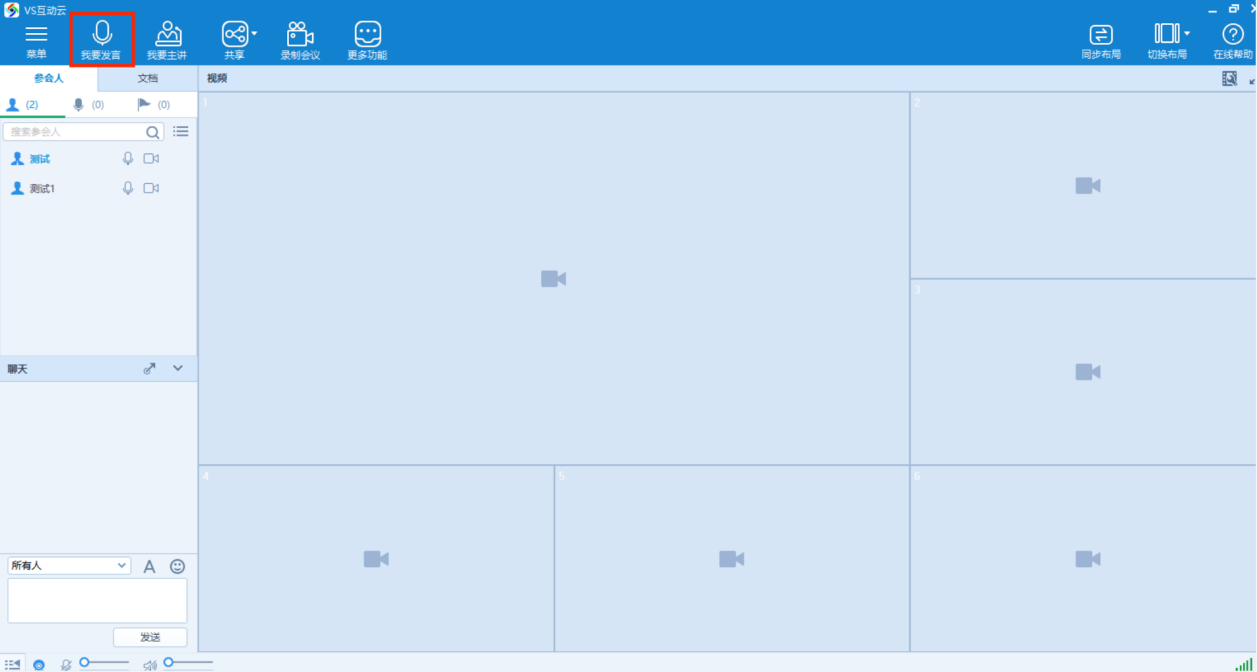 VS互动云
菜单 我要发言 我要主讲 共享 录制会议 更多功能 同步布局 切换布局 在线帮助
参会人 文档 视频
(2) (0) (0)
搜索参会人
测试
测试1
聊天
所有人
发送
1
2
3
4
5
6